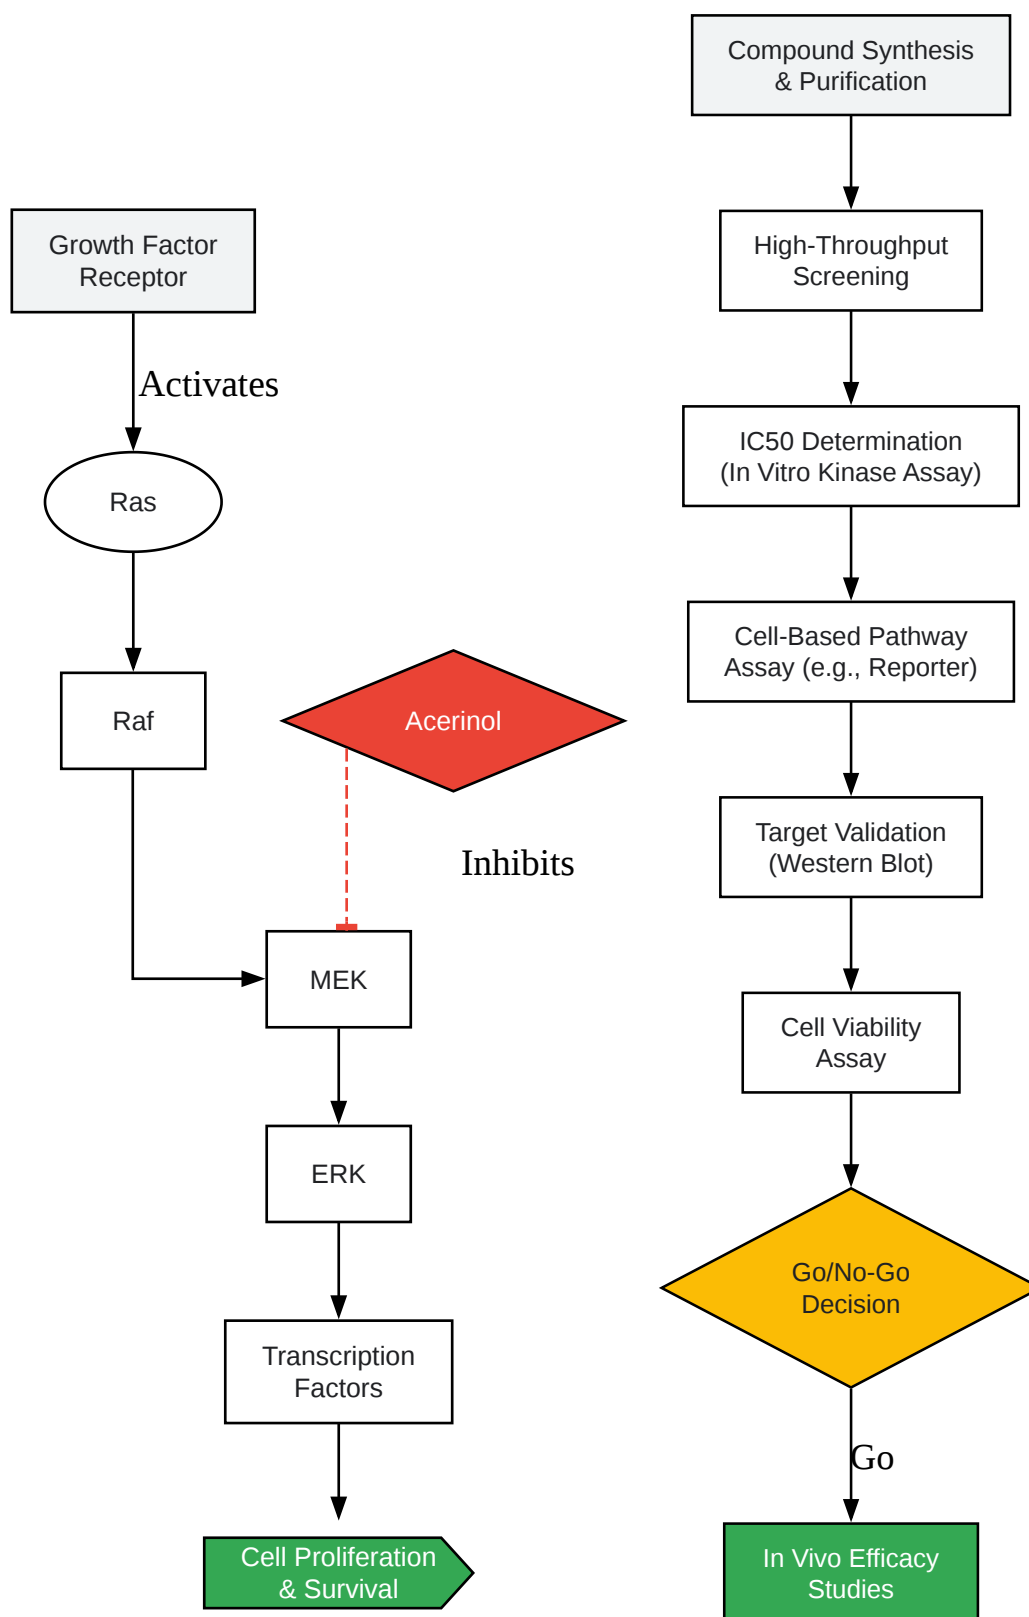 Growth Factor
Receptor
Activates
Ras
Raf
Acerinol
Inhibits
MEK
ERK
Transcription
Factors
Cell Proliferation
& Survival
Compound Synthesis
& Purification
High-Throughput
Screening
IC50 Determination
(In Vitro Kinase Assay)
Cell-Based Pathway
Assay (e.g., Reporter)
Target Validation
(Western Blot)
Cell Viability
Assay
Go/No-Go
Decision
Go
In Vivo Efficacy
Studies